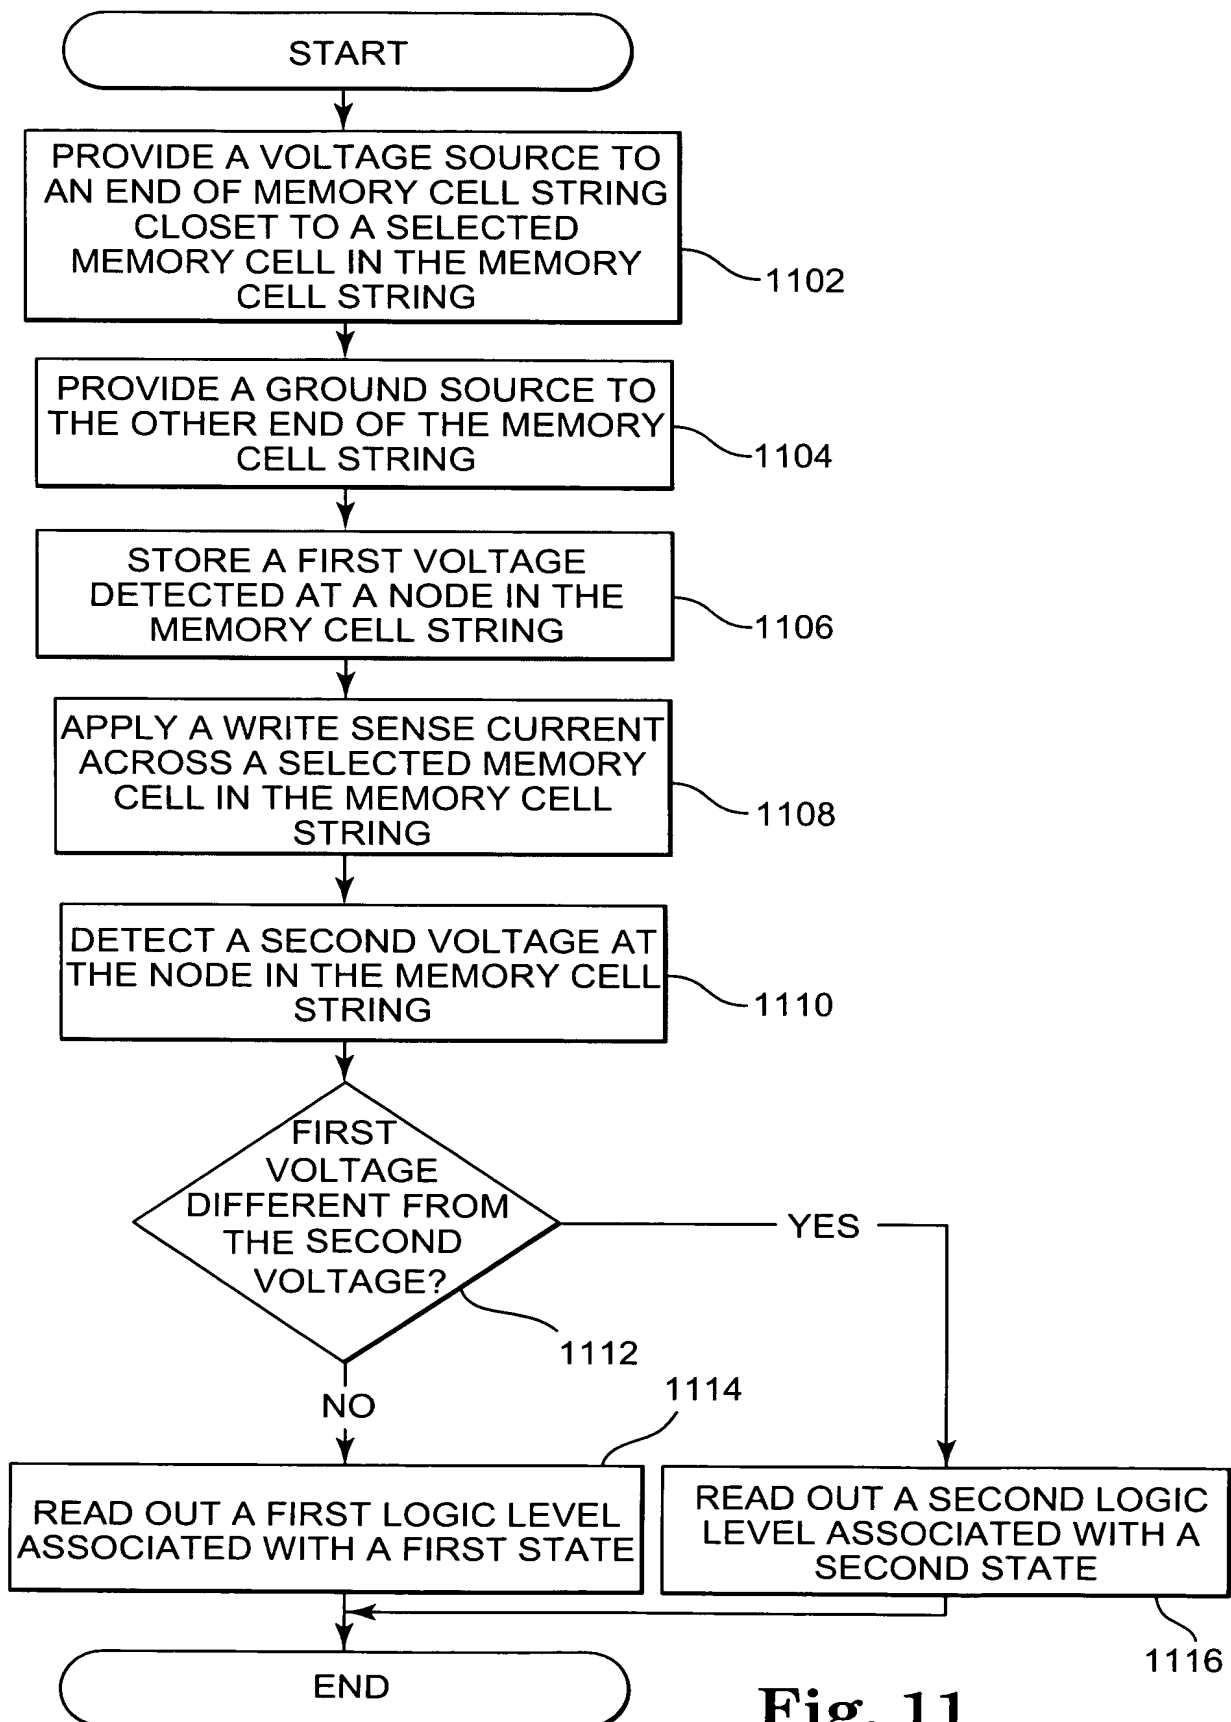 START
PROVIDE A VOLTAGE SOURCE TO
AN END OF MEMORY CELL STRING
CLOSET TO A SELECTED
MEMORY CELL IN THE MEMORY
CELL STRING
1102
PROVIDE A GROUND SOURCE TO
THE OTHER END OF THE MEMORY
CELL STRING
1104
STORE A FIRST VOLTAGE
DETECTED AT A NODE IN THE
MEMORY CELL STRING
1106
APPLY A WRITE SENSE CURRENT
ACROSS A SELECTED MEMORY
CELL IN THE MEMORY CELL
STRING
1108
DETECT A SECOND VOLTAGE AT
THE NODE IN THE MEMORY CELL
STRING
1110
FIRST
VOLTAGE
DIFFERENT FROM
THE SECOND
VOLTAGE?
YES
1112
NO
1114
READ OUT A FIRST LOGIC LEVEL
ASSOCIATED WITH A FIRST STATE
READ OUT A SECOND LOGIC
LEVEL ASSOCIATED WITH A
SECOND STATE
1116
END
Fig. 11